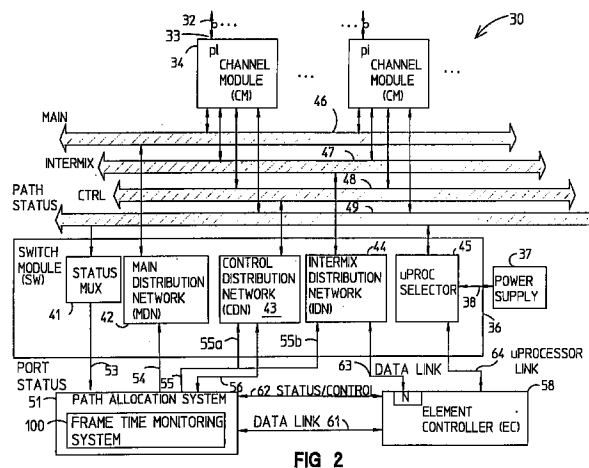 32
33
34
30
pl
CHANNEL
MODULE
(CM)
...
pl
CHANNEL
MODULE
(CM)
...
MAIN
46
INTERMIX
47
CTRL
48
PATH
STATUS
49
SWITCH
MODULE
(SW)
STATUS
MUX
41
MAIN
DISTRIBUTION
NETWORK
(MDN)
42
CONTROL
DISTRIBUTION
NETWORK
(CDN) 43
INTERMIX
DISTRIBUTION
NETWORK
(IDN)
44
45
uPROC
SELECTOR
37
POWER
SUPPLY
38
36
55a
55b
PORT
STATUS
53
54
55
56
63
DATA LINK
64 uPROCESSOR
LINK
51
PATH ALLOCATION SYSTEM
100
FRAME TIME MONITORING
SYSTEM
62 STATUS/CONTROL
DATA LINK 61
N
ELEMENT
CONTROLLER (EC)
58
FIG 2